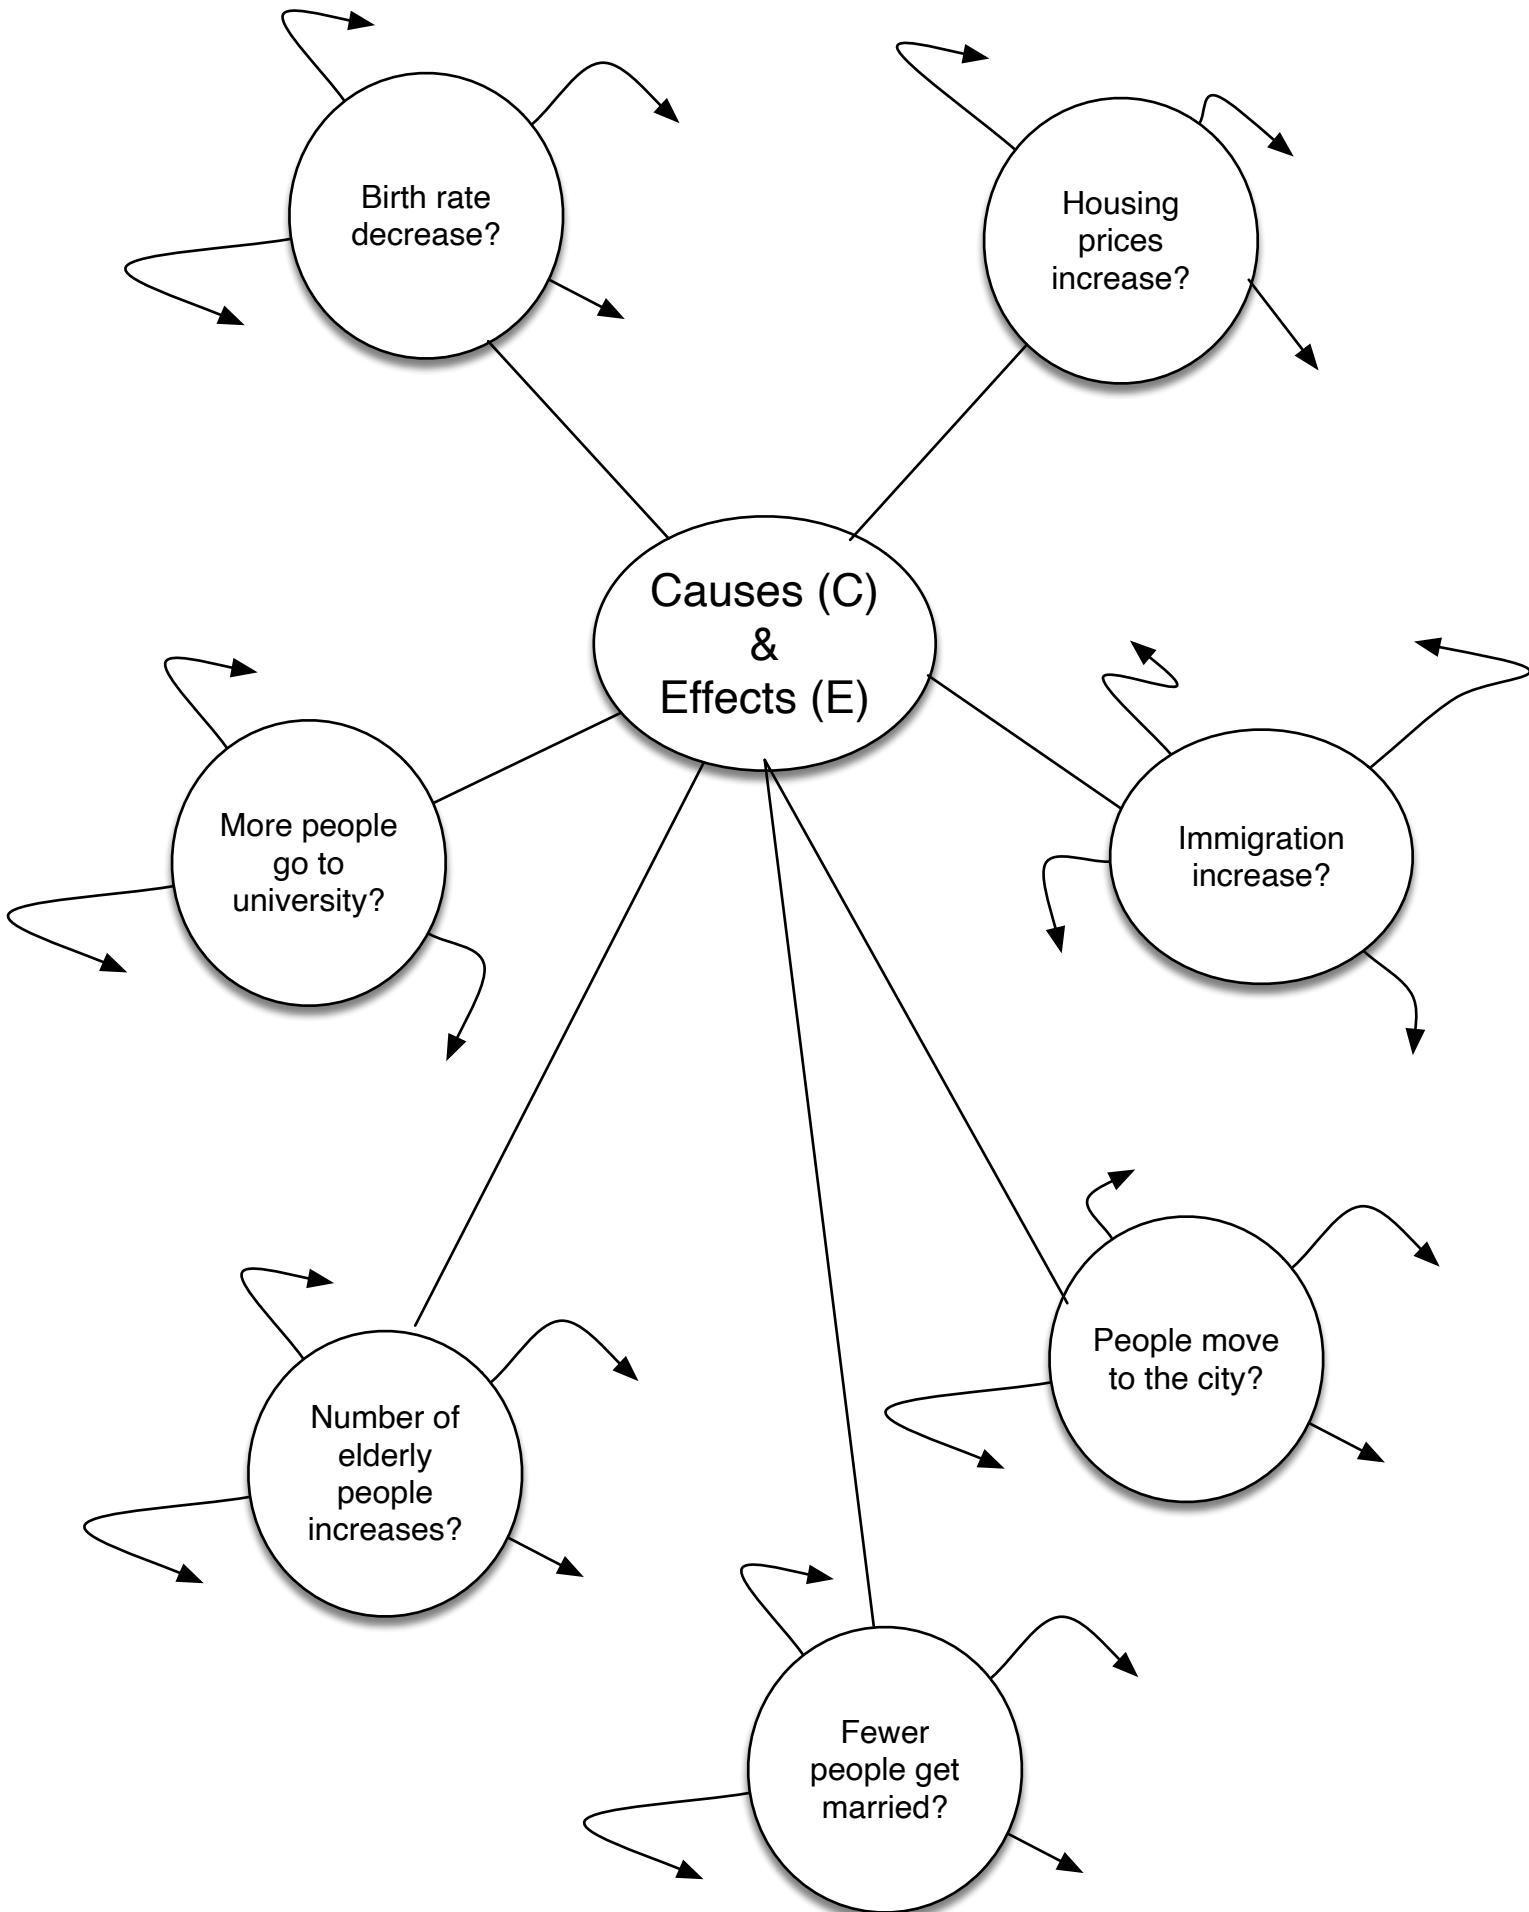 Birth rate
decrease?
Housing
prices
increase?
Causes (C)
&
Effects (E)
More people
go to
university?
Immigration
increase?
People move
to the city?
Number of
elderly
people
increases?
Fewer
people get
married?